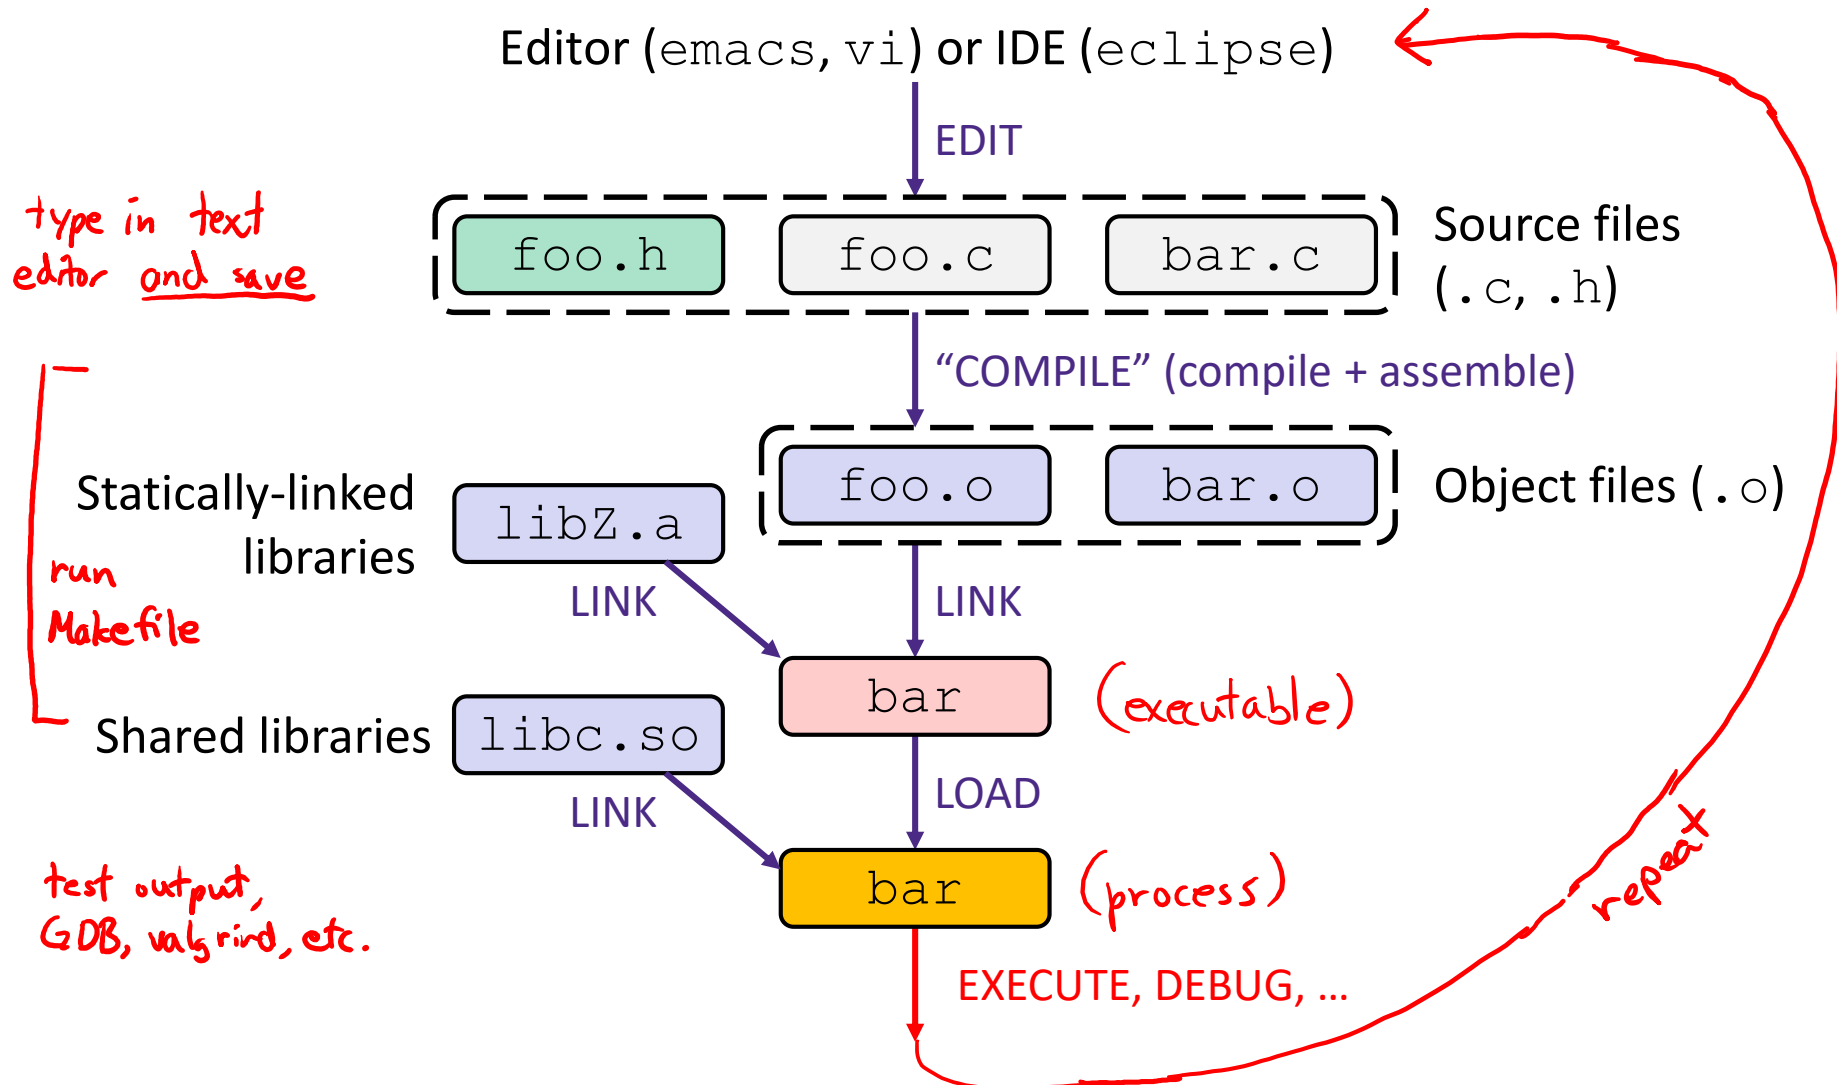 Editor (emacs, vi) or IDE (eclipse)
EDIT
type in text
editor and save
foo.h
foo.c
bar.c
Source files
(.c, .h)
“COMPILE” (compile + assemble)
Statically-linked
libraries
libZ.a
foo.o
bar.o
Object files (.o)
run
Makefile
LINK
LINK
bar
(executable)
Shared libraries
libc.so
LINK
LOAD
bar
(process)
test output,
GDB, valgrind, etc.
repeat
EXECUTE, DEBUG, …